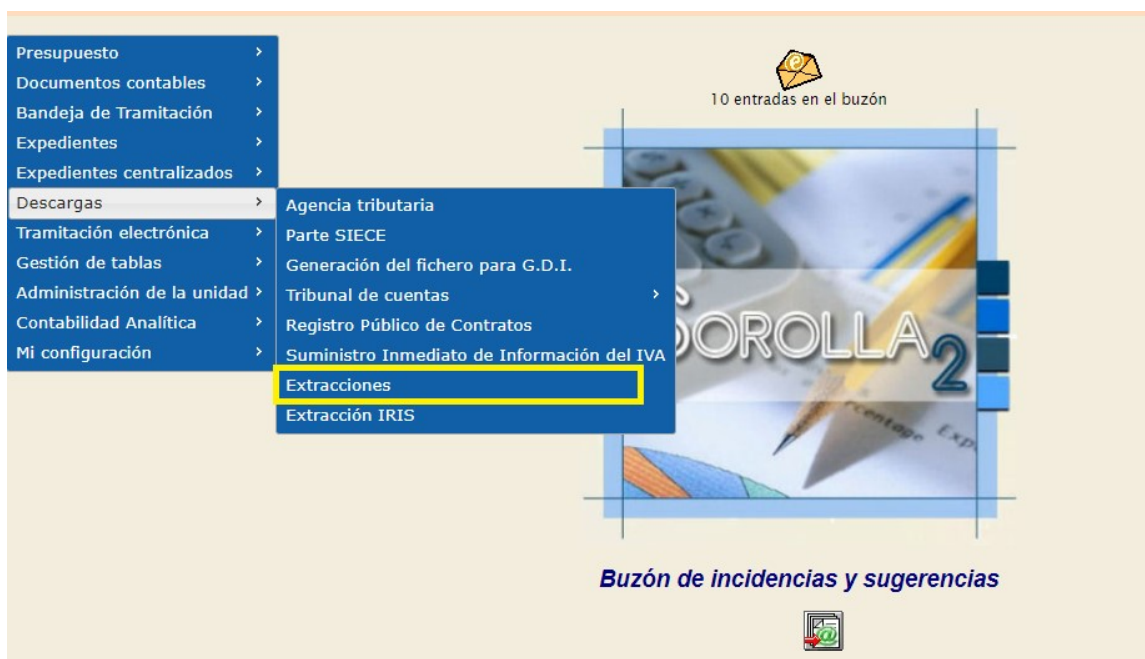 Presupuesto
Documentos contables
Bandeja de Tramitación
Expedientes
Expedientes centralizados
Descargas
Tramitación electrónica
Gestión de tablas
Administración de la unidad
Contabilidad Analítica
Mi configuración
Agencia tributaria
Parte SIECE
Generación del fichero para G.D.I.
Tribunal de cuentas
Registro Público de Contratos
Suministro Inmediato de Información del IVA
Extracciones
Extracción IRIS
10 entradas en el buzón
SOROLLA2
Buzón de incidencias y sugerencias